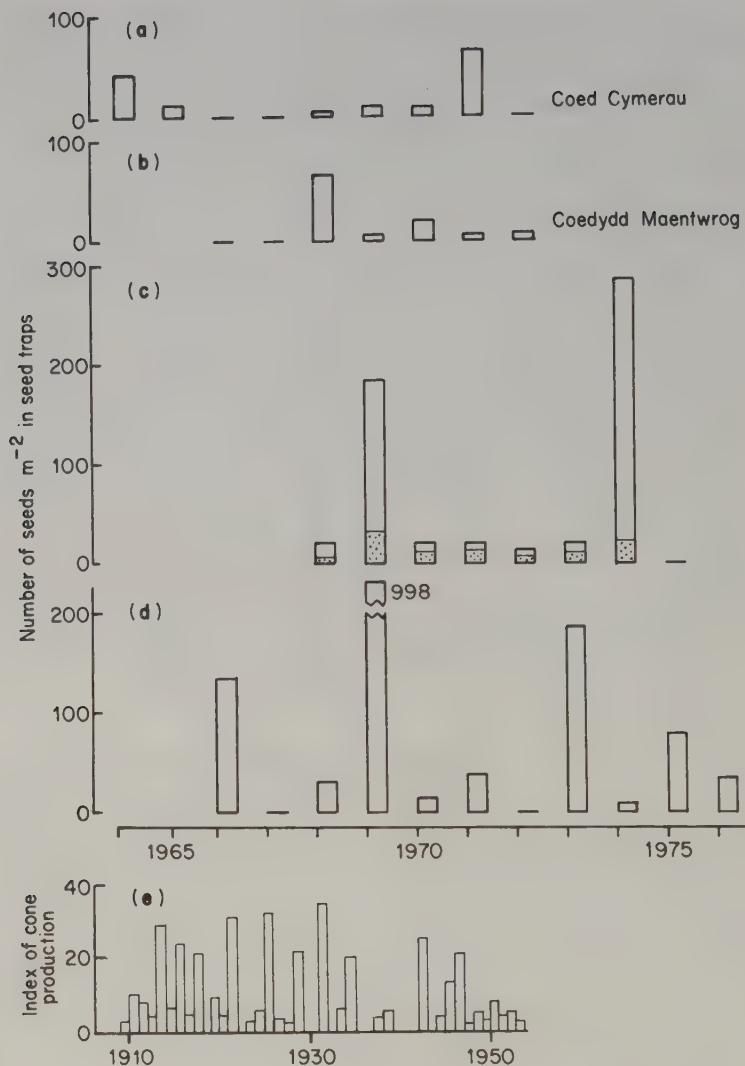 100
(a)
0
Coed Cymerau
100
(b)
0
Coedydd Maentwrog
300
(c)
200
100
0
Number of seeds m⁻² in seed traps
(d)
998
200
100
0
1965 1970 1975
40
(e)
20
0
Index of cone
production
1910 1930 1950